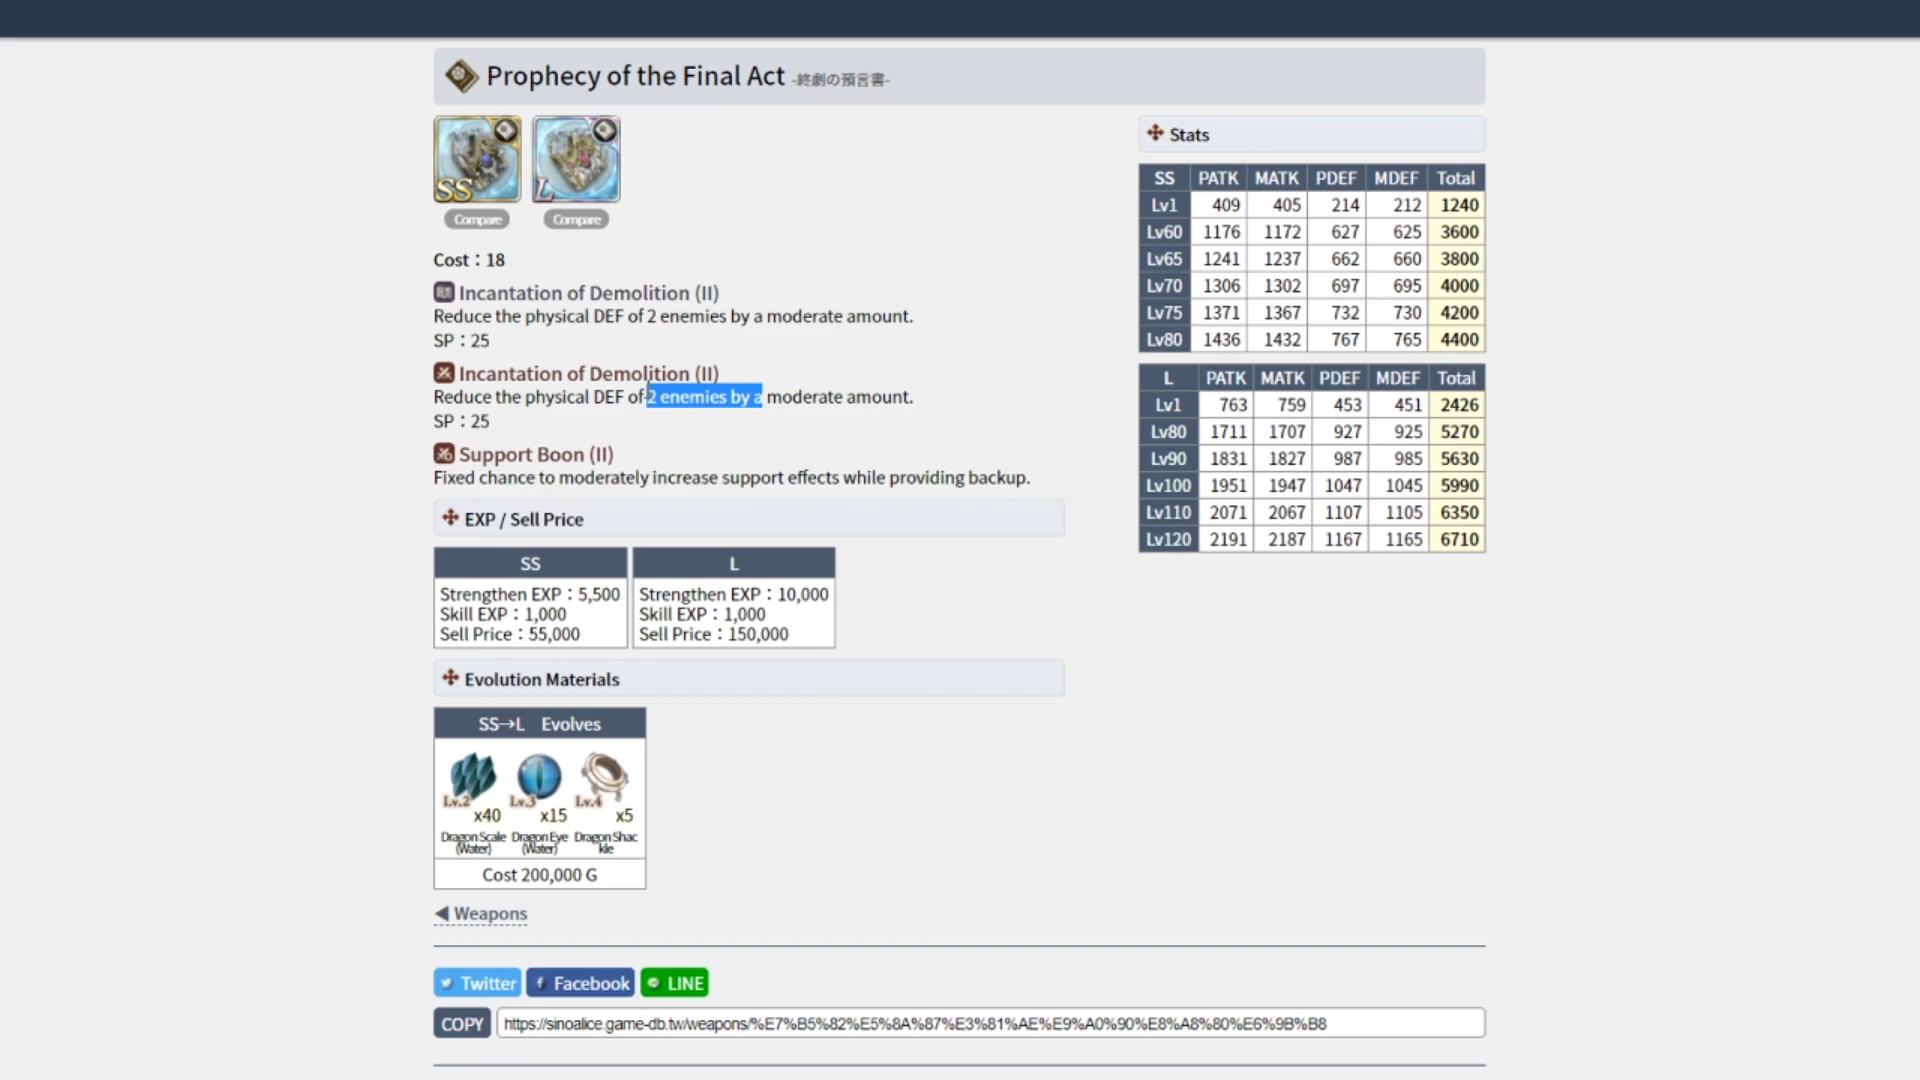 Prophecy of the Final Act -終劇の預言書-
SS
L
Compare
Compare
Cost：18
Incantation of Demolition (II)
Reduce the physical DEF of 2 enemies by a moderate amount.
SP：25
Incantation of Demolition (II)
Reduce the physical DEF of 2 enemies by a moderate amount.
SP：25
Support Boon (II)
Fixed chance to moderately increase support effects while providing backup.
EXP / Sell Price
SS
Strengthen EXP：5,500
Skill EXP：1,000
Sell Price：55,000
L
Strengthen EXP：10,000
Skill EXP：1,000
Sell Price：150,000
Evolution Materials
SS→L Evolves
Lv.2 x40
Dragon Scale
(Water)
Lv.3 x15
Dragon Eye
(Water)
Lv.4 x5
Dragon Shac
kle
Cost 200,000 G
◀ Weapons
Stats
SS PATK MATK PDEF MDEF Total
Lv1 409 405 214 212 1240
Lv60 1176 1172 627 625 3600
Lv65 1241 1237 662 660 3800
Lv70 1306 1302 697 695 4000
Lv75 1371 1367 732 730 4200
Lv80 1436 1432 767 765 4400
L PATK MATK PDEF MDEF Total
Lv1 763 759 453 451 2426
Lv80 1711 1707 927 925 5270
Lv90 1831 1827 987 985 5630
Lv100 1951 1947 1047 1045 5990
Lv110 2071 2067 1107 1105 6350
Lv120 2191 2187 1167 1165 6710
Twitter
Facebook
LINE
COPY https://sinoalice.game-db.tw/weapons/%E7%B5%82%E5%8A%87%E3%81%AE%E9%A0%90%E8%A8%80%E6%9B%B8